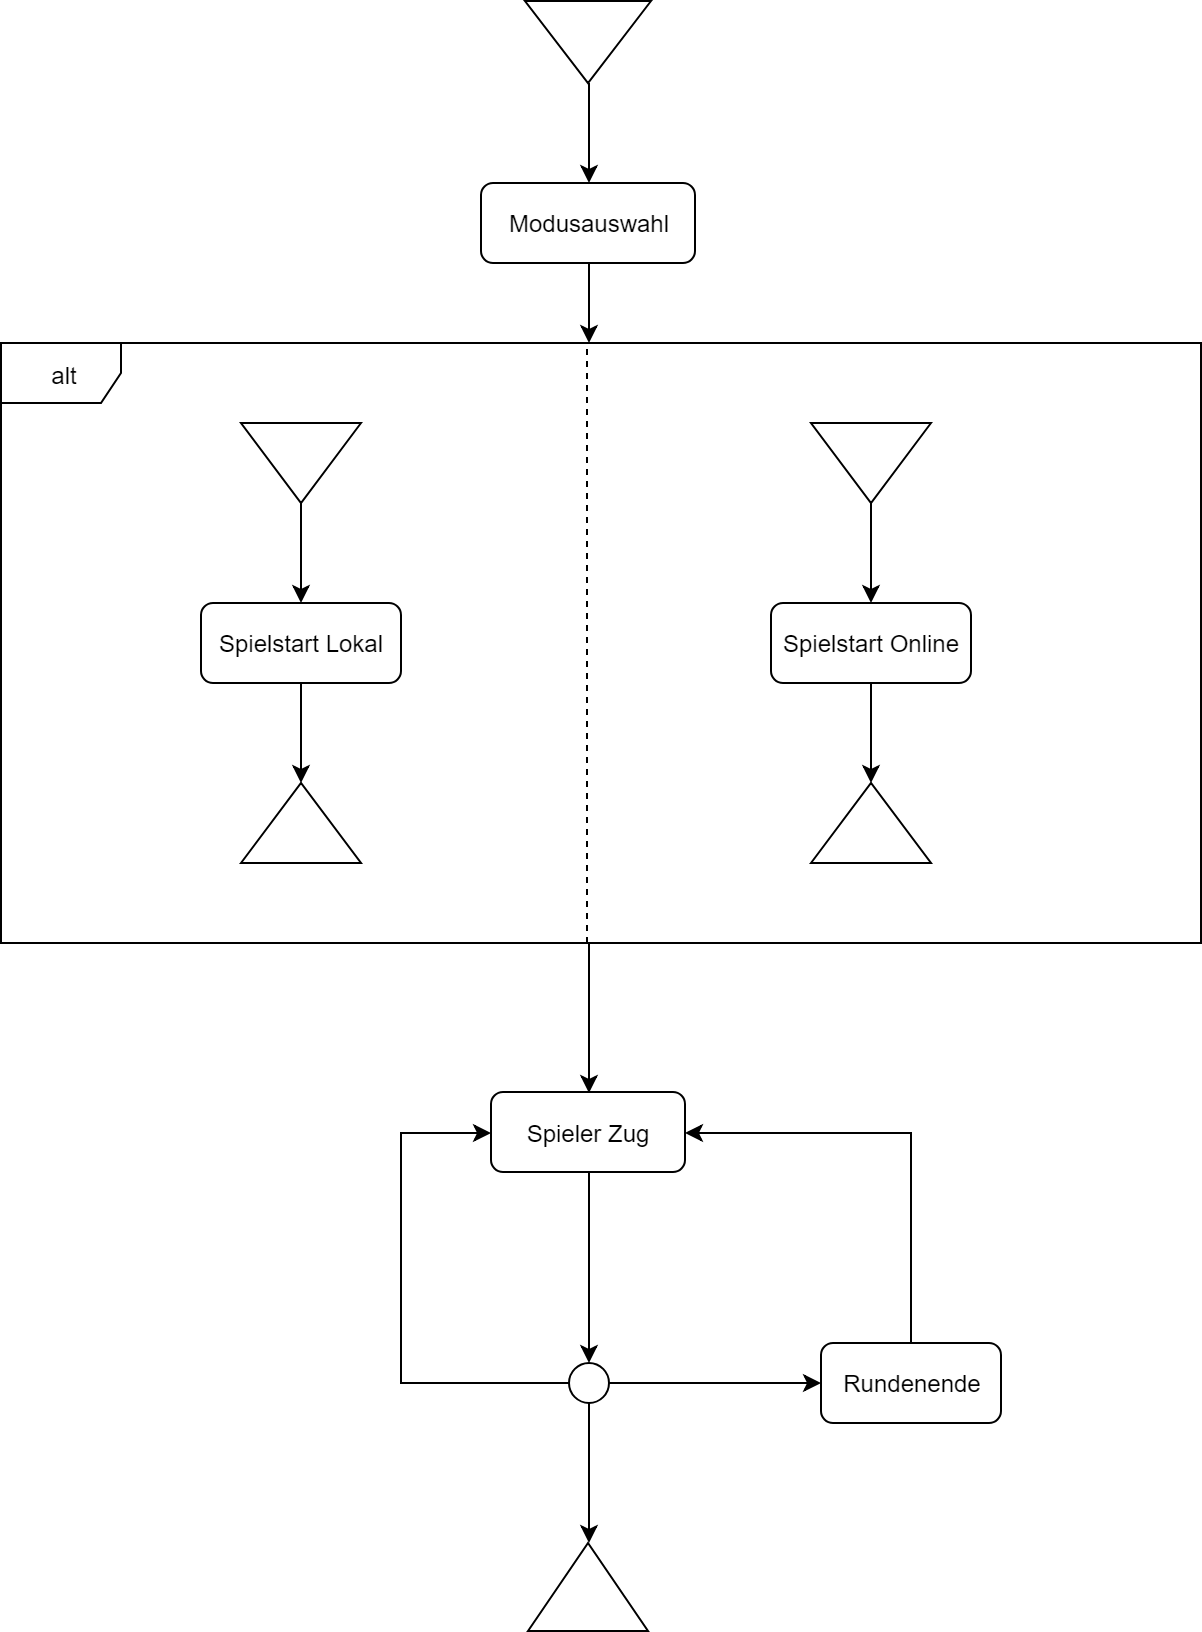 Modusauswahl
alt
Spielstart Lokal
Spielstart Online
Spieler Zug
Rundenende